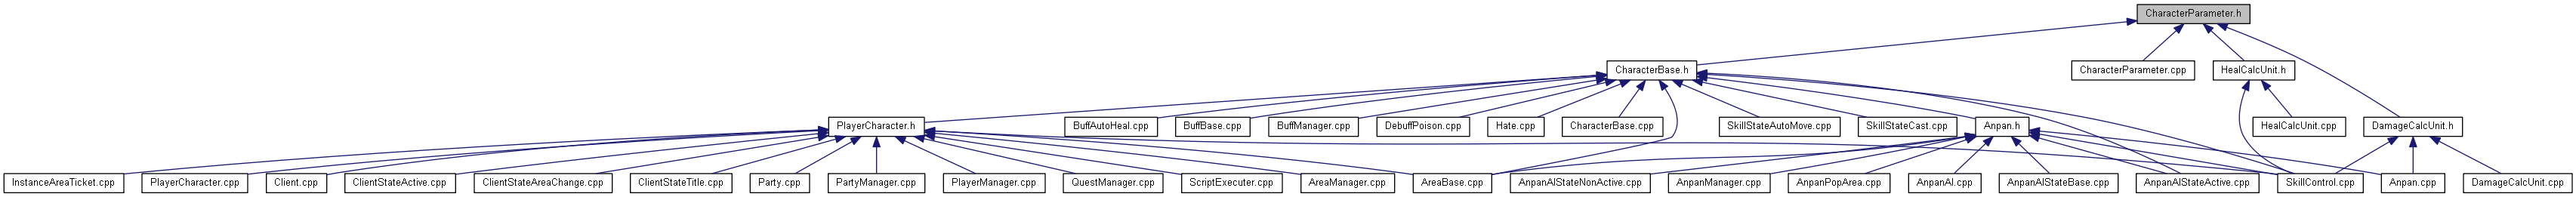 CharacterParameter.h
CharacterBase.h
CharacterParameter.cpp
HealCalcUnit.h
PlayerCharacter.h
BuffAutoHeal.cpp
BuffBase.cpp
BuffManager.cpp
DebuffPoison.cpp
Hate.cpp
CharacterBase.cpp
SkillStateAutoMove.cpp
SkillStateCast.cpp
Anpan.h
HealCalcUnit.cpp
DamageCalcUnit.h
InstanceAreaTicket.cpp
PlayerCharacter.cpp
Client.cpp
ClientStateActive.cpp
ClientStateAreaChange.cpp
ClientStateTitle.cpp
Party.cpp
PartyManager.cpp
PlayerManager.cpp
QuestManager.cpp
ScriptExecuter.cpp
AreaManager.cpp
AreaBase.cpp
AnpanAIStateNonActive.cpp
AnpanManager.cpp
AnpanPopArea.cpp
AnpanAI.cpp
AnpanAIStateBase.cpp
AnpanAIStateActive.cpp
SkillControl.cpp
Anpan.cpp
DamageCalcUnit.cpp